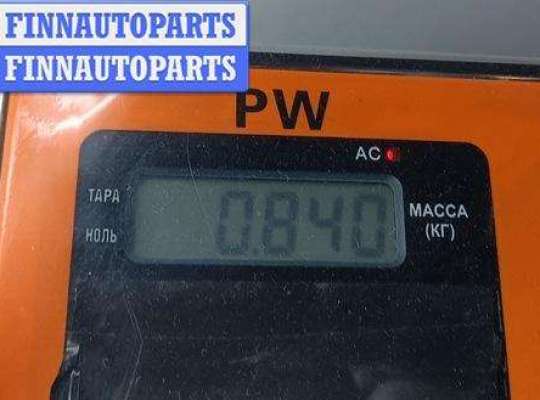 FINNAUTOPARTS
FINNAUTOPARTS
PW
AC
ТАРА
0840
МАССА
(КГ)
НОЛЬ